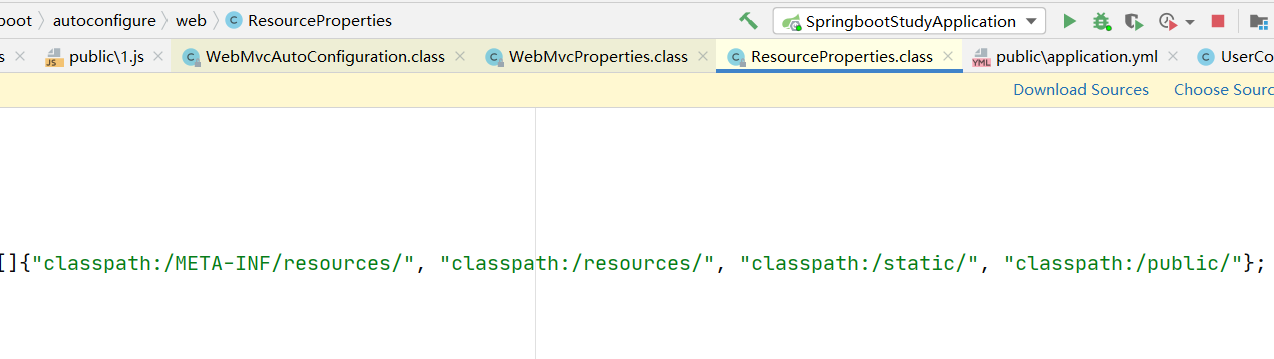 boot autoconfigure web ResourceProperties SpringbootStudyApplication
s public\1.js WebMvcAutoConfiguration.class WebMvcProperties.class ResourceProperties.class public\application.yml UserCo
Download Sources Choose Sourc
[]{"classpath:/META-INF/resources/", "classpath:/resources/", "classpath:/static/", "classpath:/public/"};